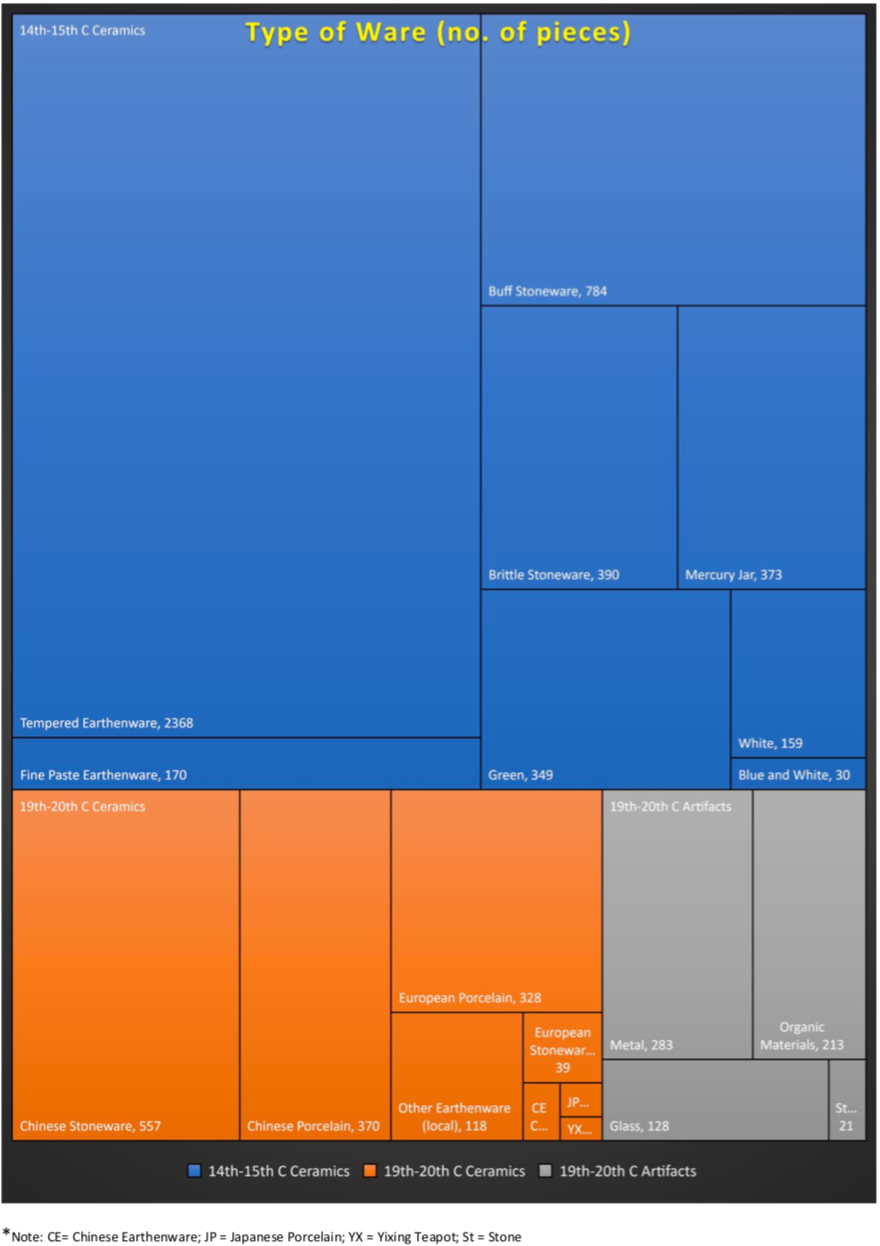 Type of Ware (no. of pieces)
14th-15th C Ceramics
Buff Stoneware, 784
Brittle Stoneware, 390
Mercury Jar, 373
Tempered Earthenware, 2368
White, 159
Fine Paste Earthenware, 170
Green, 349
Blue and White, 30
19th-20th C Ceramics
19th-20th C Artifacts
European Porcelain, 328
European
Stonewar...
39
Organic
Materials, 213
Metal, 283
Other Earthenware
(local), 118
CE
C...
JP...
YX...
St...
21
Chinese Stoneware, 557
Chinese Porcelain, 370
Glass, 128
14th-15th C Ceramics
19th-20th C Ceramics
19th-20th C Artifacts
*Note: CE= Chinese Earthenware; JP = Japanese Porcelain; YX = Yixing Teapot; St = Stone